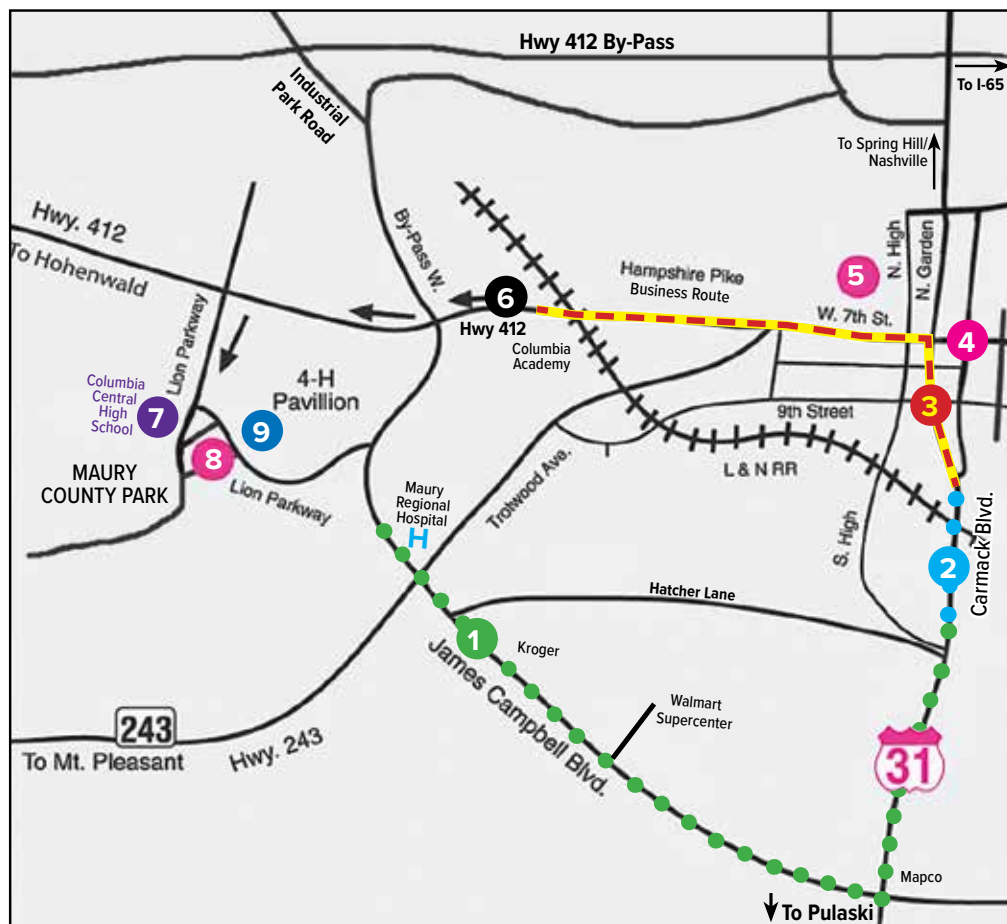 Hwy 412 By-Pass
To I-65
Industrial
Park Road
To Spring Hill/
Nashville
Hwy. 412
To Hohenwald
By-Pass W.
N. High
N. Garden
5
Hampshire Pike
Business Route
W. 7th St.
6
Hwy 412
4
Columbia
Academy
Lion Parkway
4-H
Pavillion
Columbia
Central
High
School
7
9
3
9th Street
8
MAURY
COUNTY PARK
Lion Parkway
L & N RR
Trotwood Ave.
Maury
Regional
Hospital
H
S. High
2
Carmack Blvd.
Hatcher Lane
1
Kroger
James Campbell Blvd.
Walmart
Supercenter
243
Hwy. 243
To Mt. Pleasant
31
Mapco
To Pulaski